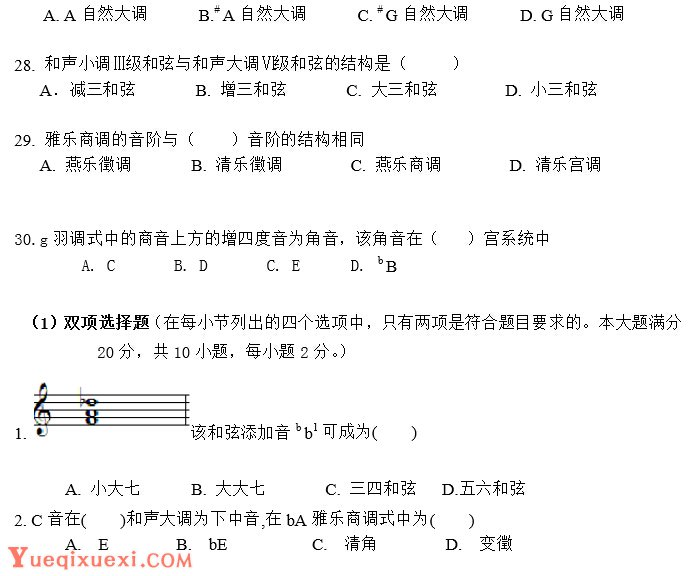 A. A 自然大调 B.#A 自然大调 C. #G 自然大调 D. G 自然大调
28. 和声小调Ⅲ级和弦与和声大调Ⅵ级和弦的结构是（ ）
A．减三和弦 B. 增三和弦 C. 大三和弦 D. 小三和弦
29. 雅乐商调的音阶与（ ）音阶的结构相同
A. 燕乐徵调 B. 清乐徵调 C. 燕乐商调 D. 清乐宫调
30. g 羽调式中的商音上方的增四度音为角音，该角音在（ ）宫系统中
A. C B. D C. E D. bB
（1）双项选择题（在每小节列出的四个选项中，只有两项是符合题目要求的。本大题满分
20 分，共 10 小题，每小题 2 分。）
1. 该和弦添加音 bb1 可成为( )
A. 小大七 B. 大大七 C. 三四和弦 D.五六和弦
2. C 音在( )和声大调为下中音,在 bA 雅乐商调式中为( )
A. E B. bE C. 清角 D. 变徵
Yueqixuexi.com